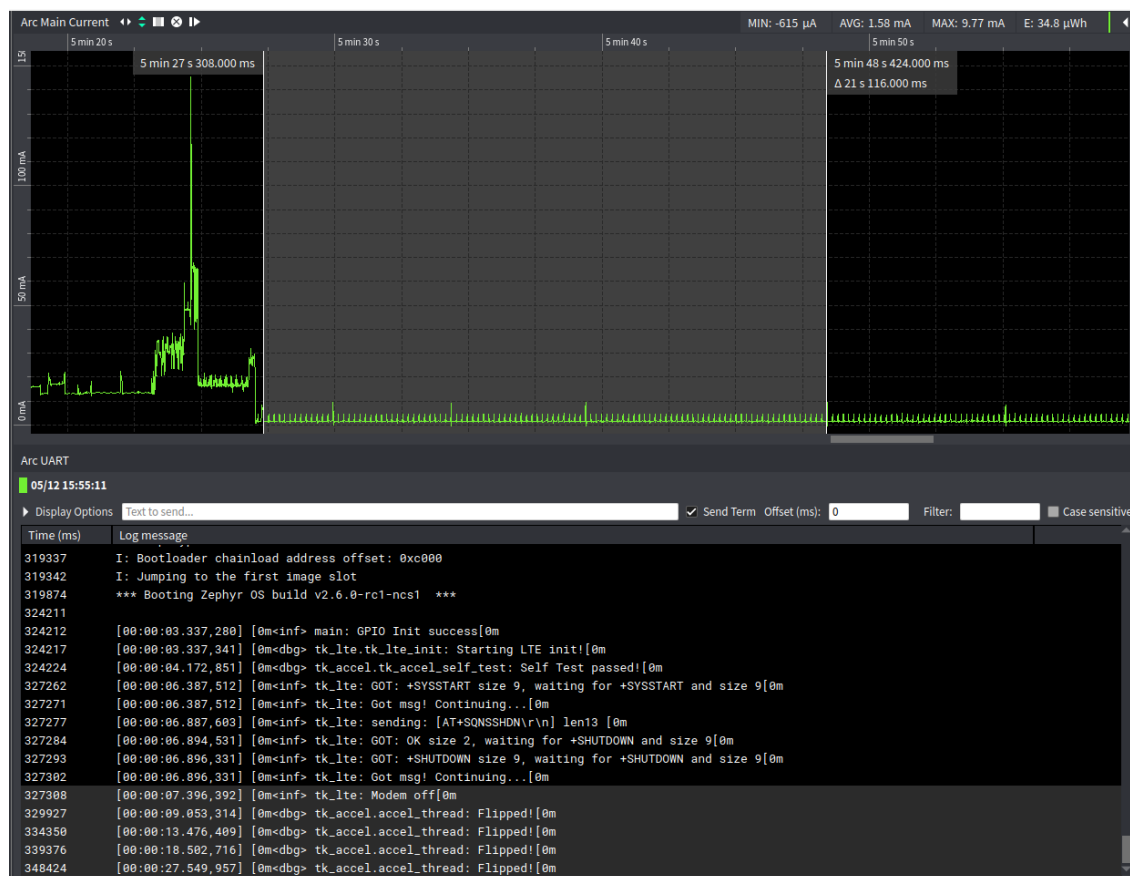 Arc Main Current MIN: -615 µA AVG: 1.58 mA MAX: 9.77 mA E: 34.8 µWh
5 min 20 s 5 min 30 s 5 min 40 s 5 min 50 s
5 min 27 s 308.000 ms 5 min 48 s 424.000 ms
Δ 21 s 116.000 ms
100 mA
50 mA
0 mA
Arc UART
05/12 15:55:11
Display Options Text to send... Send Term Offset (ms): 0 Filter: Case sensitive
Time (ms) Log message
319337 I: Bootloader chainload address offset: 0xc000
319342 I: Jumping to the first image slot
319874 *** Booting Zephyr OS build v2.6.0-rc1-ncs1 ***
324211
324212 [00:00:03.337,280] [0m<inf> main: GPIO Init success[0m
324217 [00:00:03.337,341] [0m<dbg> tk_lte.tk_lte_init: Starting LTE init![0m
324224 [00:00:04.172,851] [0m<dbg> tk_accel.tk_accel_self_test: Self Test passed![0m
327262 [00:00:06.387,512] [0m<inf> tk_lte: GOT: +SYSSTART size 9, waiting for +SYSSTART and size 9[0m
327271 [00:00:06.387,512] [0m<inf> tk_lte: Got msg! Continuing...[0m
327277 [00:00:06.887,603] [0m<inf> tk_lte: sending: [AT+SQNSSHDN\r\n] len13 [0m
327284 [00:00:06.894,531] [0m<inf> tk_lte: GOT: OK size 2, waiting for +SHUTDOWN and size 9[0m
327293 [00:00:06.896,331] [0m<inf> tk_lte: GOT: +SHUTDOWN size 9, waiting for +SHUTDOWN and size 9[0m
327302 [00:00:06.896,331] [0m<inf> tk_lte: Got msg! Continuing...[0m
327308 [00:00:07.396,392] [0m<inf> tk_lte: Modem off[0m
329927 [00:00:09.053,314] [0m<dbg> tk_accel.accel_thread: Flipped![0m
334350 [00:00:13.476,409] [0m<dbg> tk_accel.accel_thread: Flipped![0m
339376 [00:00:18.502,716] [0m<dbg> tk_accel.accel_thread: Flipped![0m
348424 [00:00:27.549,957] [0m<dbg> tk_accel.accel_thread: Flipped![0m